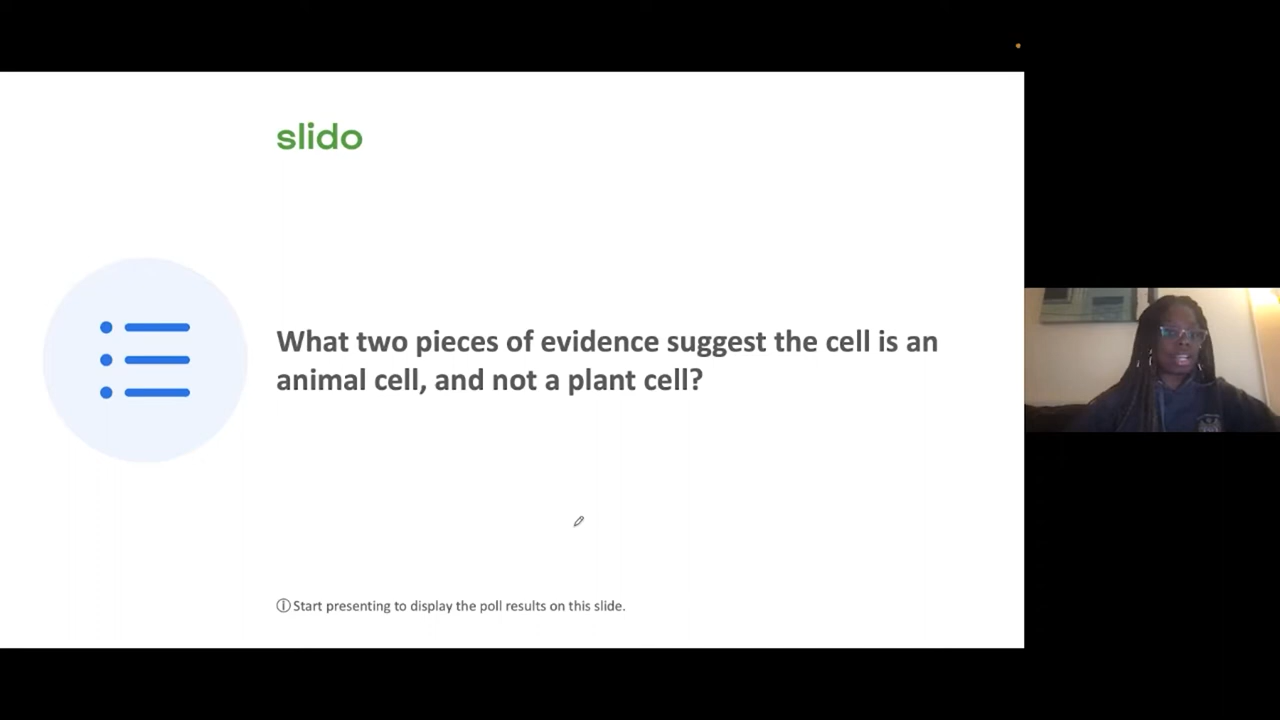 slido
What two pieces of evidence suggest the cell is an
animal cell, and not a plant cell?
Start presenting to display the poll results on this slide.